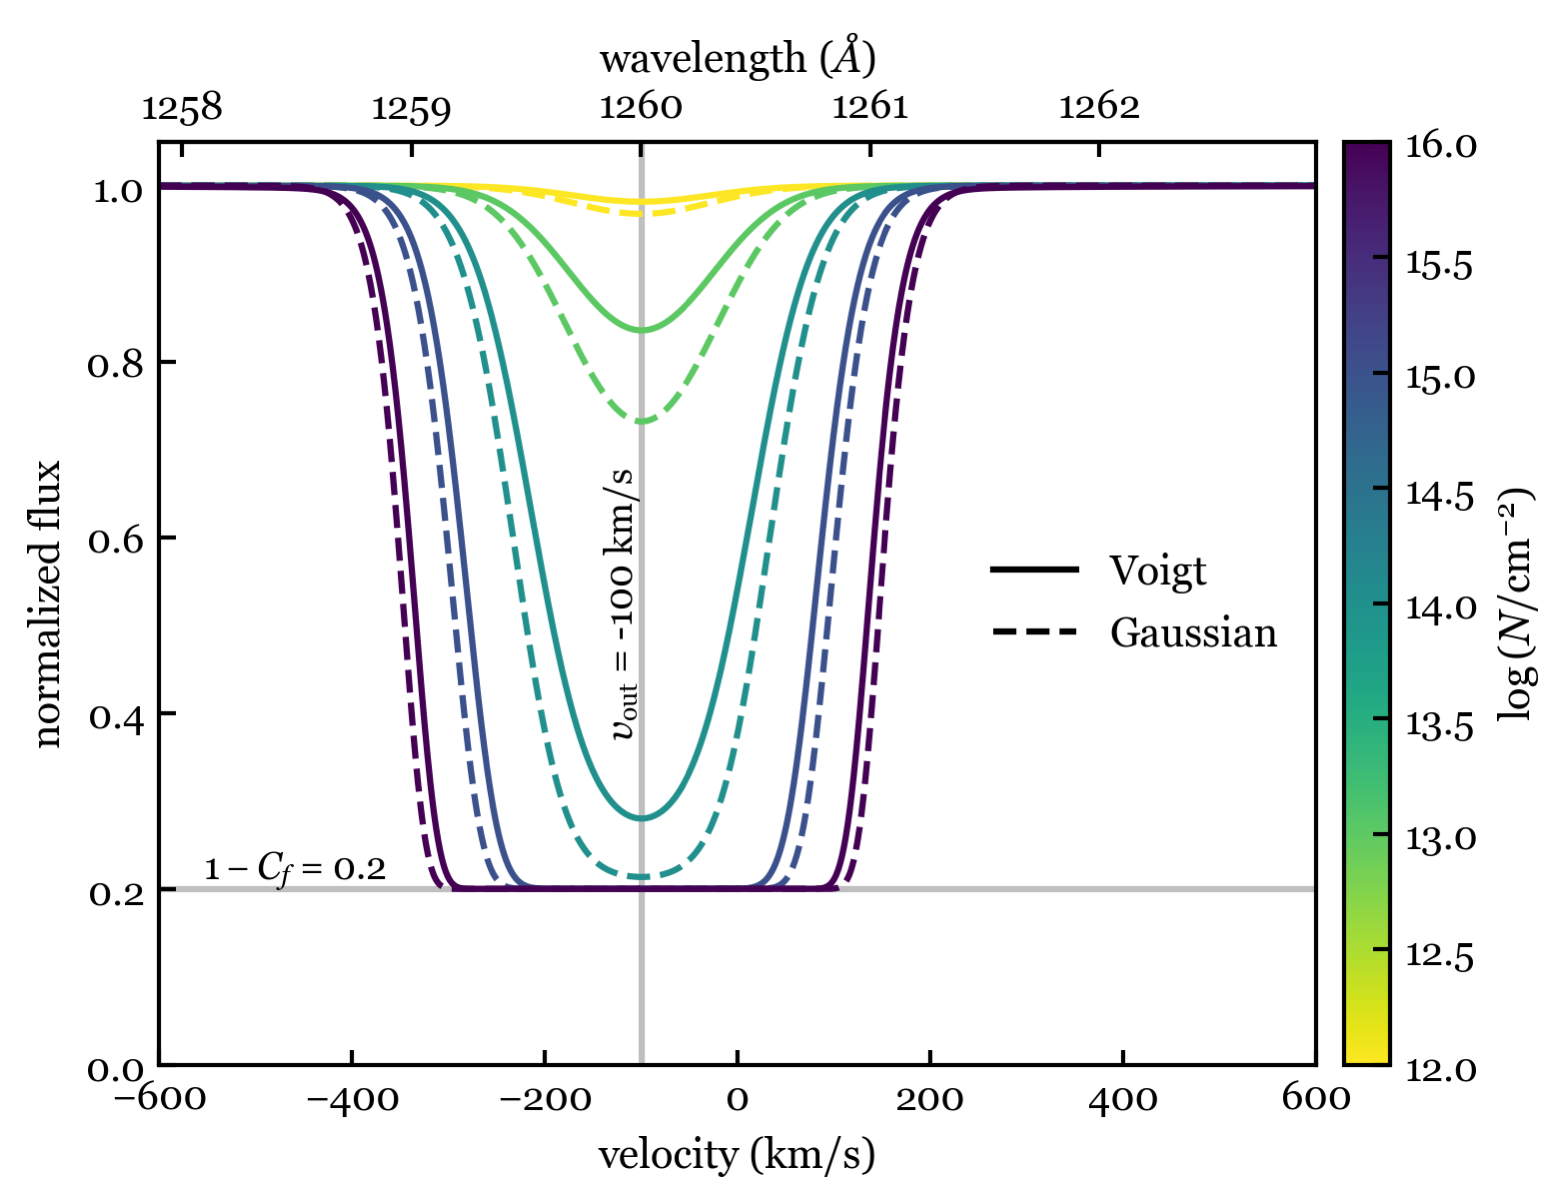 wavelength (Å)
1258 1259 1260 1261 1262
normalized flux
1.0
0.8
0.6
0.4
0.2
0.0
v_out = -100 km/s
1 − C_f = 0.2
Voigt
Gaussian
−600 −400 −200 0 200 400 600
velocity (km/s)
16.0
15.5
15.0
14.5
14.0
13.5
13.0
12.5
12.0
log (N/cm⁻²)